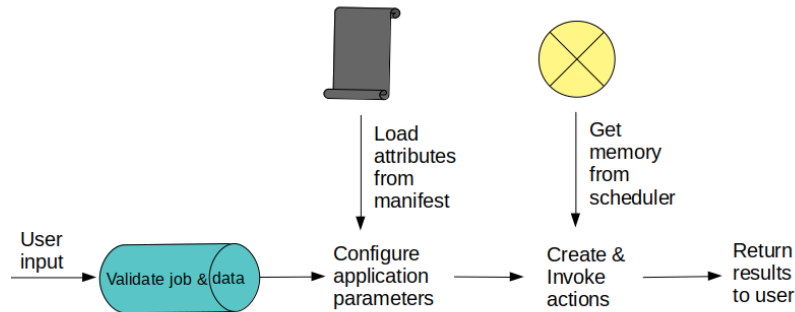 Load
attributes
from
manifest
Get
memory
from
scheduler
User
input
Validate job & data
Configure
application
parameters
Create &
Invoke
actions
Return
results
to user